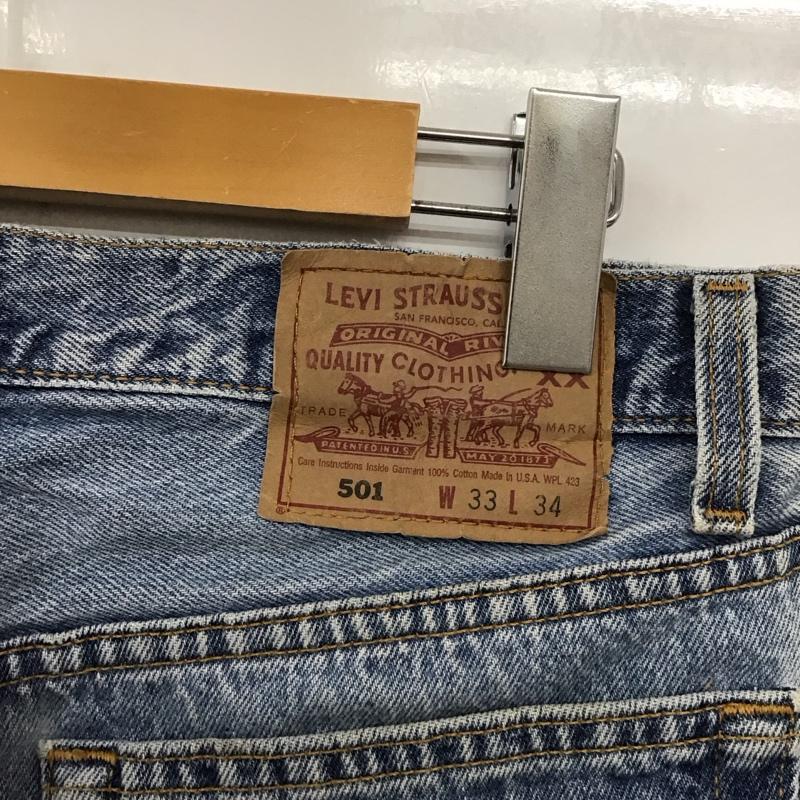 LEVI STRAUSS
SAN FRANCISCO, CAL
ORIGINAL RIV
QUALITY CLOTHING
XX
TRADE MARK
PATENTED IN U.S. MAY 20 1873
Care Instructions Inside Garment 100% Cotton Made in U.S.A. WPL 423
501 W 33 L 34
®